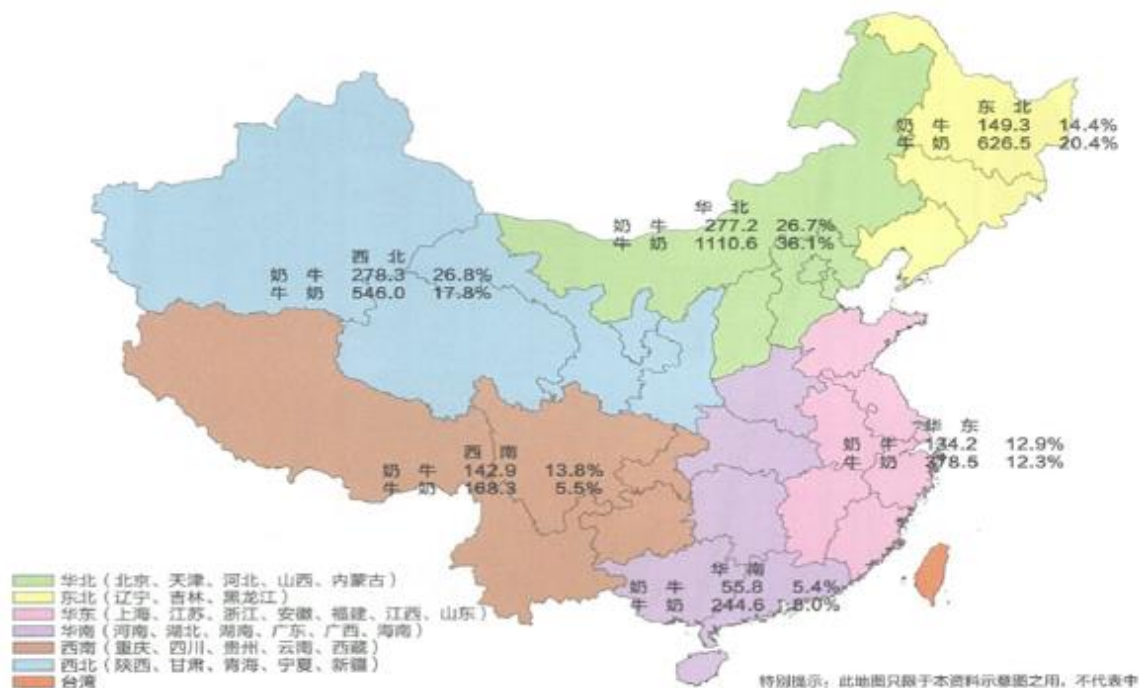 东 北
奶 牛 149.3 14.4%
牛 奶 626.5 20.4%
华 北
奶 牛 277.2 26.7%
牛 奶 1110.6 36.1%
西 北
奶 牛 278.3 26.8%
牛 奶 546.0 17.8%
华 东
奶 牛 134.2 12.9%
牛 奶 378.5 12.3%
西 南
奶 牛 142.9 13.8%
牛 奶 168.3 5.5%
华 南
奶 牛 55.8 5.4%
牛 奶 244.6 8.0%
华北（北京、天津、河北、山西、内蒙古）
东北（辽宁、吉林、黑龙江）
华东（上海、江苏、浙江、安徽、福建、江西、山东）
华南（河南、湖北、湖南、广东、广西、海南）
西南（重庆、四川、贵州、云南、西藏）
西北（陕西、甘肃、青海、宁夏、新疆）
台湾
特别提示：此地图只限于本资料示意图之用，不代表中